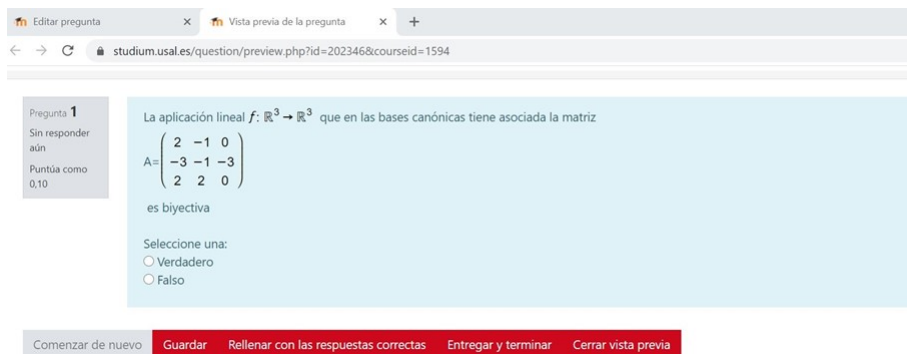 Editar pregunta × Vista previa de la pregunta × +
studium.usal.es/question/preview.php?id=202346&courseid=1594
Pregunta 1
Sin responder
aún
Puntúa como
0,10
La aplicación lineal f: ℝ³ → ℝ³ que en las bases canónicas tiene asociada la matriz
2 −1 0
A= −3 −1 −3
2 2 0
es biyectiva
Seleccione una:
Verdadero
Falso
Comenzar de nuevo Guardar Rellenar con las respuestas correctas Entregar y terminar Cerrar vista previa